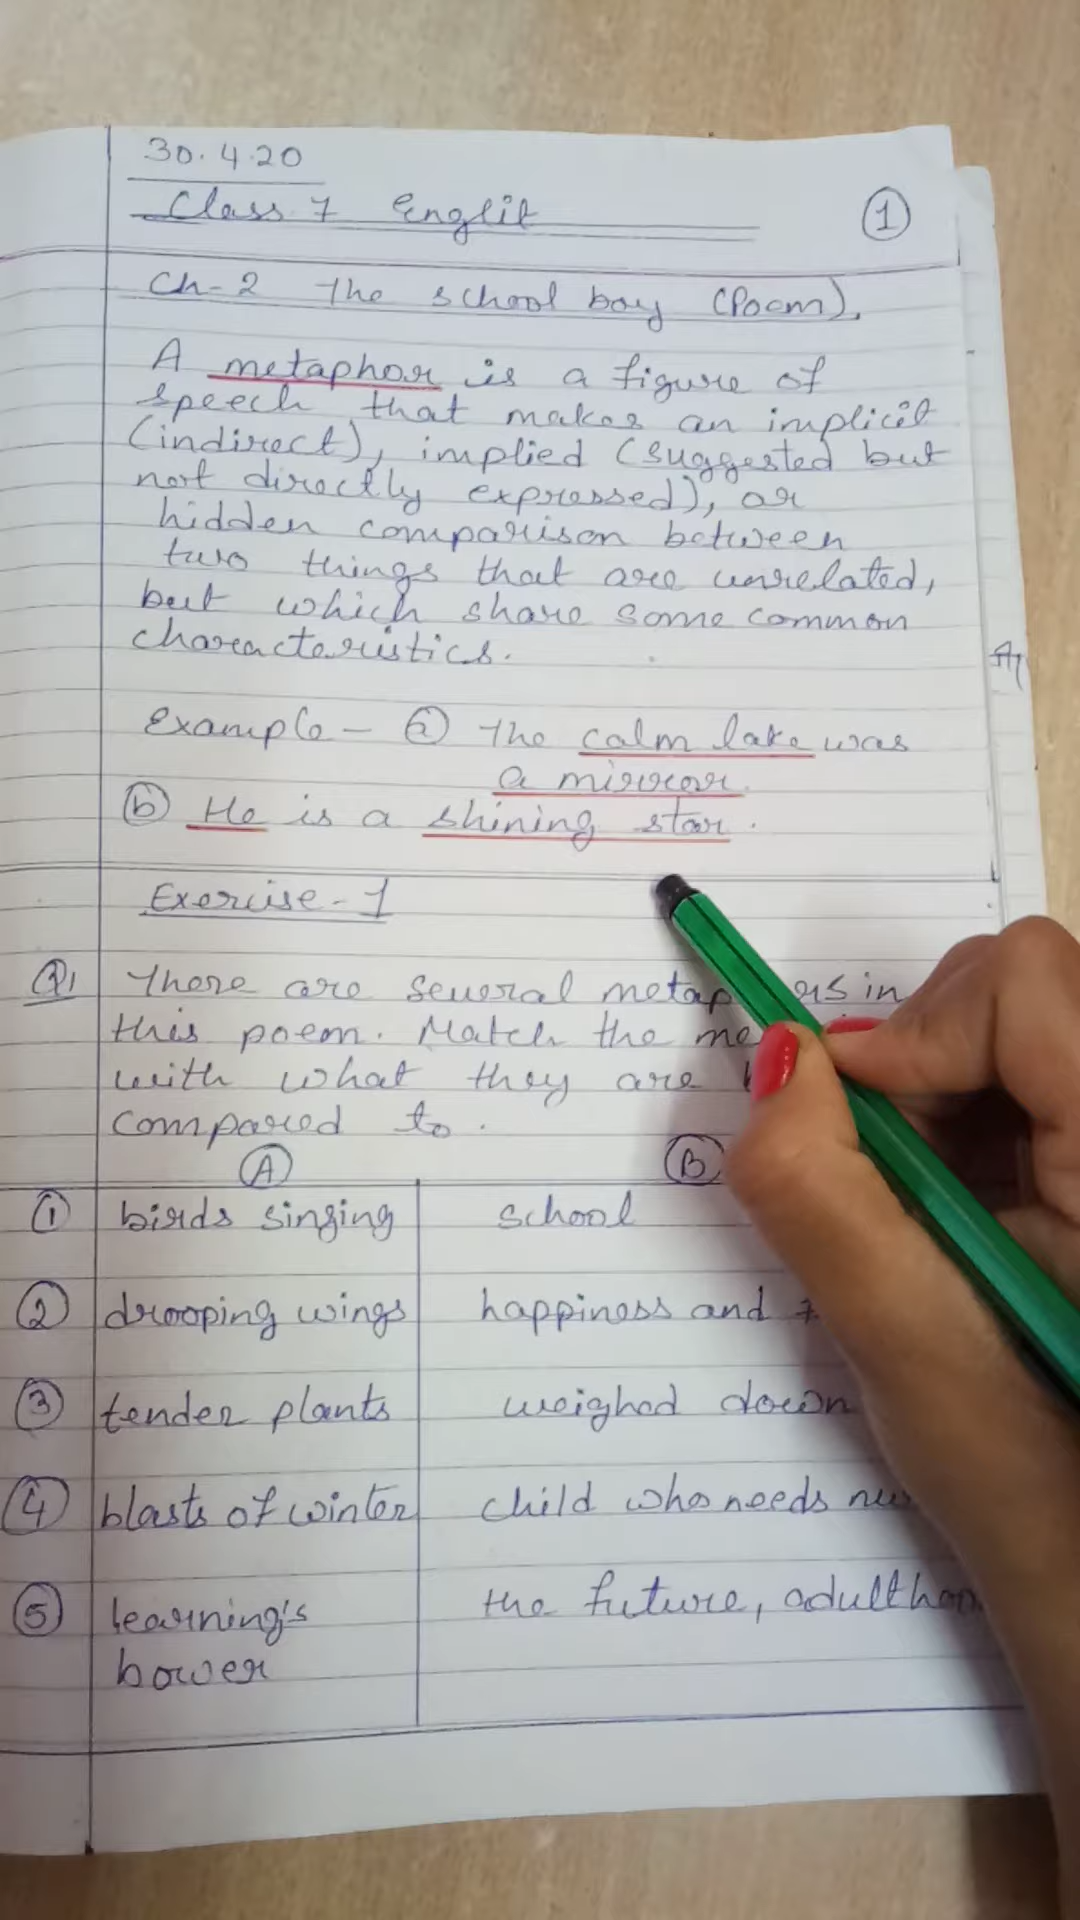 30.4.20
Class 7 Englit
1
Ch-2 The school boy (Poem),
A metaphor is a figure of
speech that makes an implicit
(indirect), implied (suggested but
not directly expressed), or
hidden comparison between
two things that are unrelated,
but which share some common
characteristics.
Example - a The calm lake was
a mirror.
b He is a shining star.
Exercise - 1
Q1 There are several in
this poem. Match the
with what they are
compared to.
A B
1 birds singing school
2 drooping wings happiness and
3 tender plants weighed down
4 blasts of winter child who needs
5 learning's the future,
bower